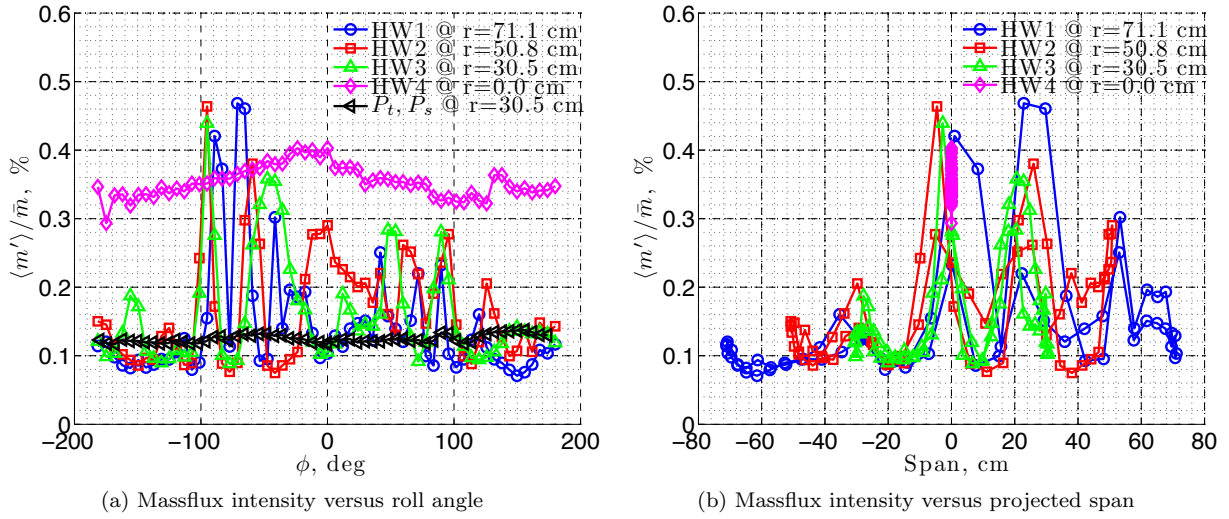 0.6
0.5
0.4
0.3
0.2
0.1
0
⟨m′⟩/m̄, %
HW1 @ r=71.1 cm
HW2 @ r=50.8 cm
HW3 @ r=30.5 cm
HW4 @ r=0.0 cm
Pt, Ps @ r=30.5 cm
−200 −100 0 100 200
φ, deg
(a) Massflux intensity versus roll angle
0.6
0.5
0.4
0.3
0.2
0.1
0
⟨m′⟩/m̄, %
HW1 @ r=71.1 cm
HW2 @ r=50.8 cm
HW3 @ r=30.5 cm
HW4 @ r=0.0 cm
−80 −60 −40 −20 0 20 40 60 80
Span, cm
(b) Massflux intensity versus projected span